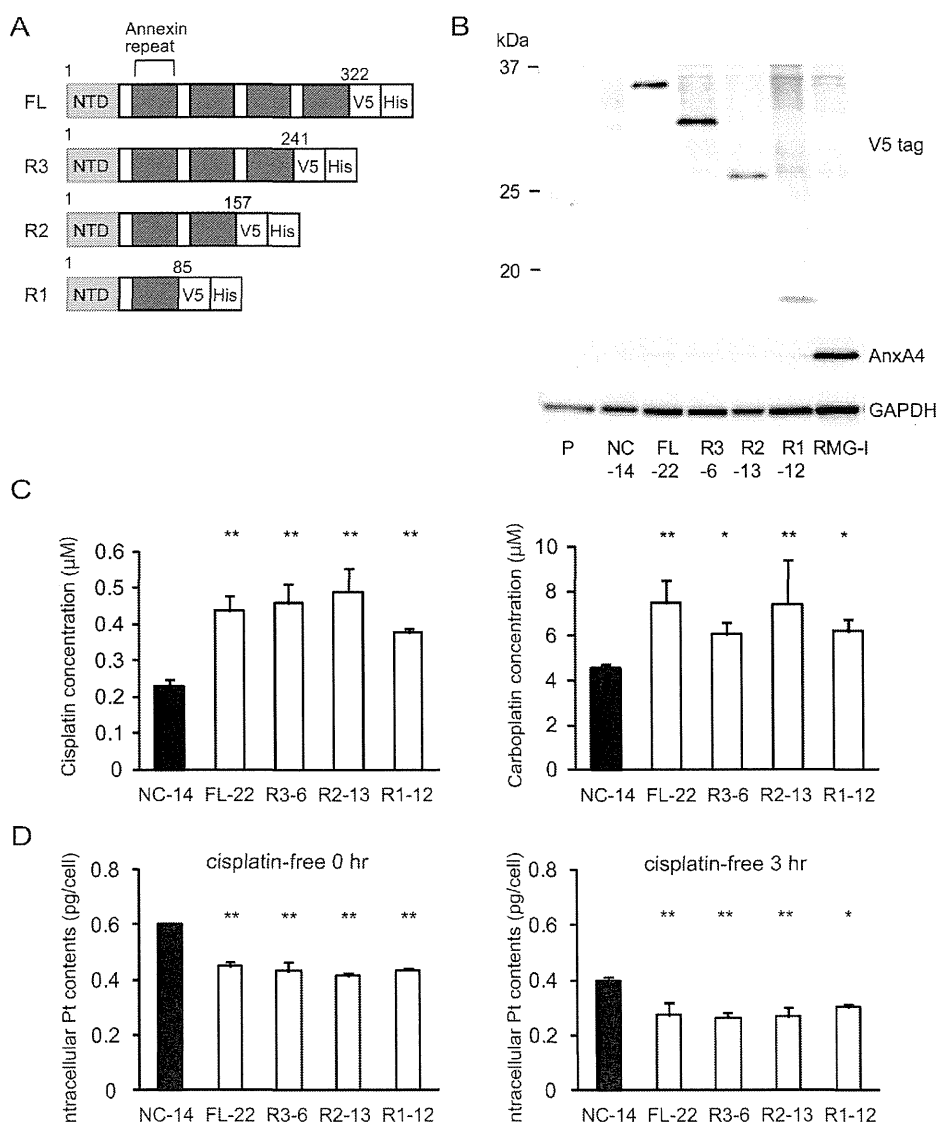 A
Annexin
repeat
1
322
FL
NTD
V5
His
1
241
R3
NTD
V5
His
1
157
R2
NTD
V5
His
1
85
R1
NTD
V5
His
B
kDa
37
25
20
V5 tag
AnxA4
GAPDH
P NC FL R3 R2 R1 RMG-I
-14 -22 -6 -13 -12
C
Cisplatin concentration (µM)
0.6
0.5
0.4
0.3
0.2
0.1
0
** ** ** **
NC-14 FL-22 R3-6 R2-13 R1-12
Carboplatin concentration (µM)
10
8
6
4
2
0
** * ** *
NC-14 FL-22 R3-6 R2-13 R1-12
D
ntracellular Pt contents (pg/cell)
cisplatin-free 0 hr
0.8
0.6
0.4
0.2
0
** ** ** **
NC-14 FL-22 R3-6 R2-13 R1-12
ntracellular Pt contents (pg/cell)
cisplatin-free 3 hr
0.8
0.6
0.4
0.2
0
** ** ** *
NC-14 FL-22 R3-6 R2-13 R1-12